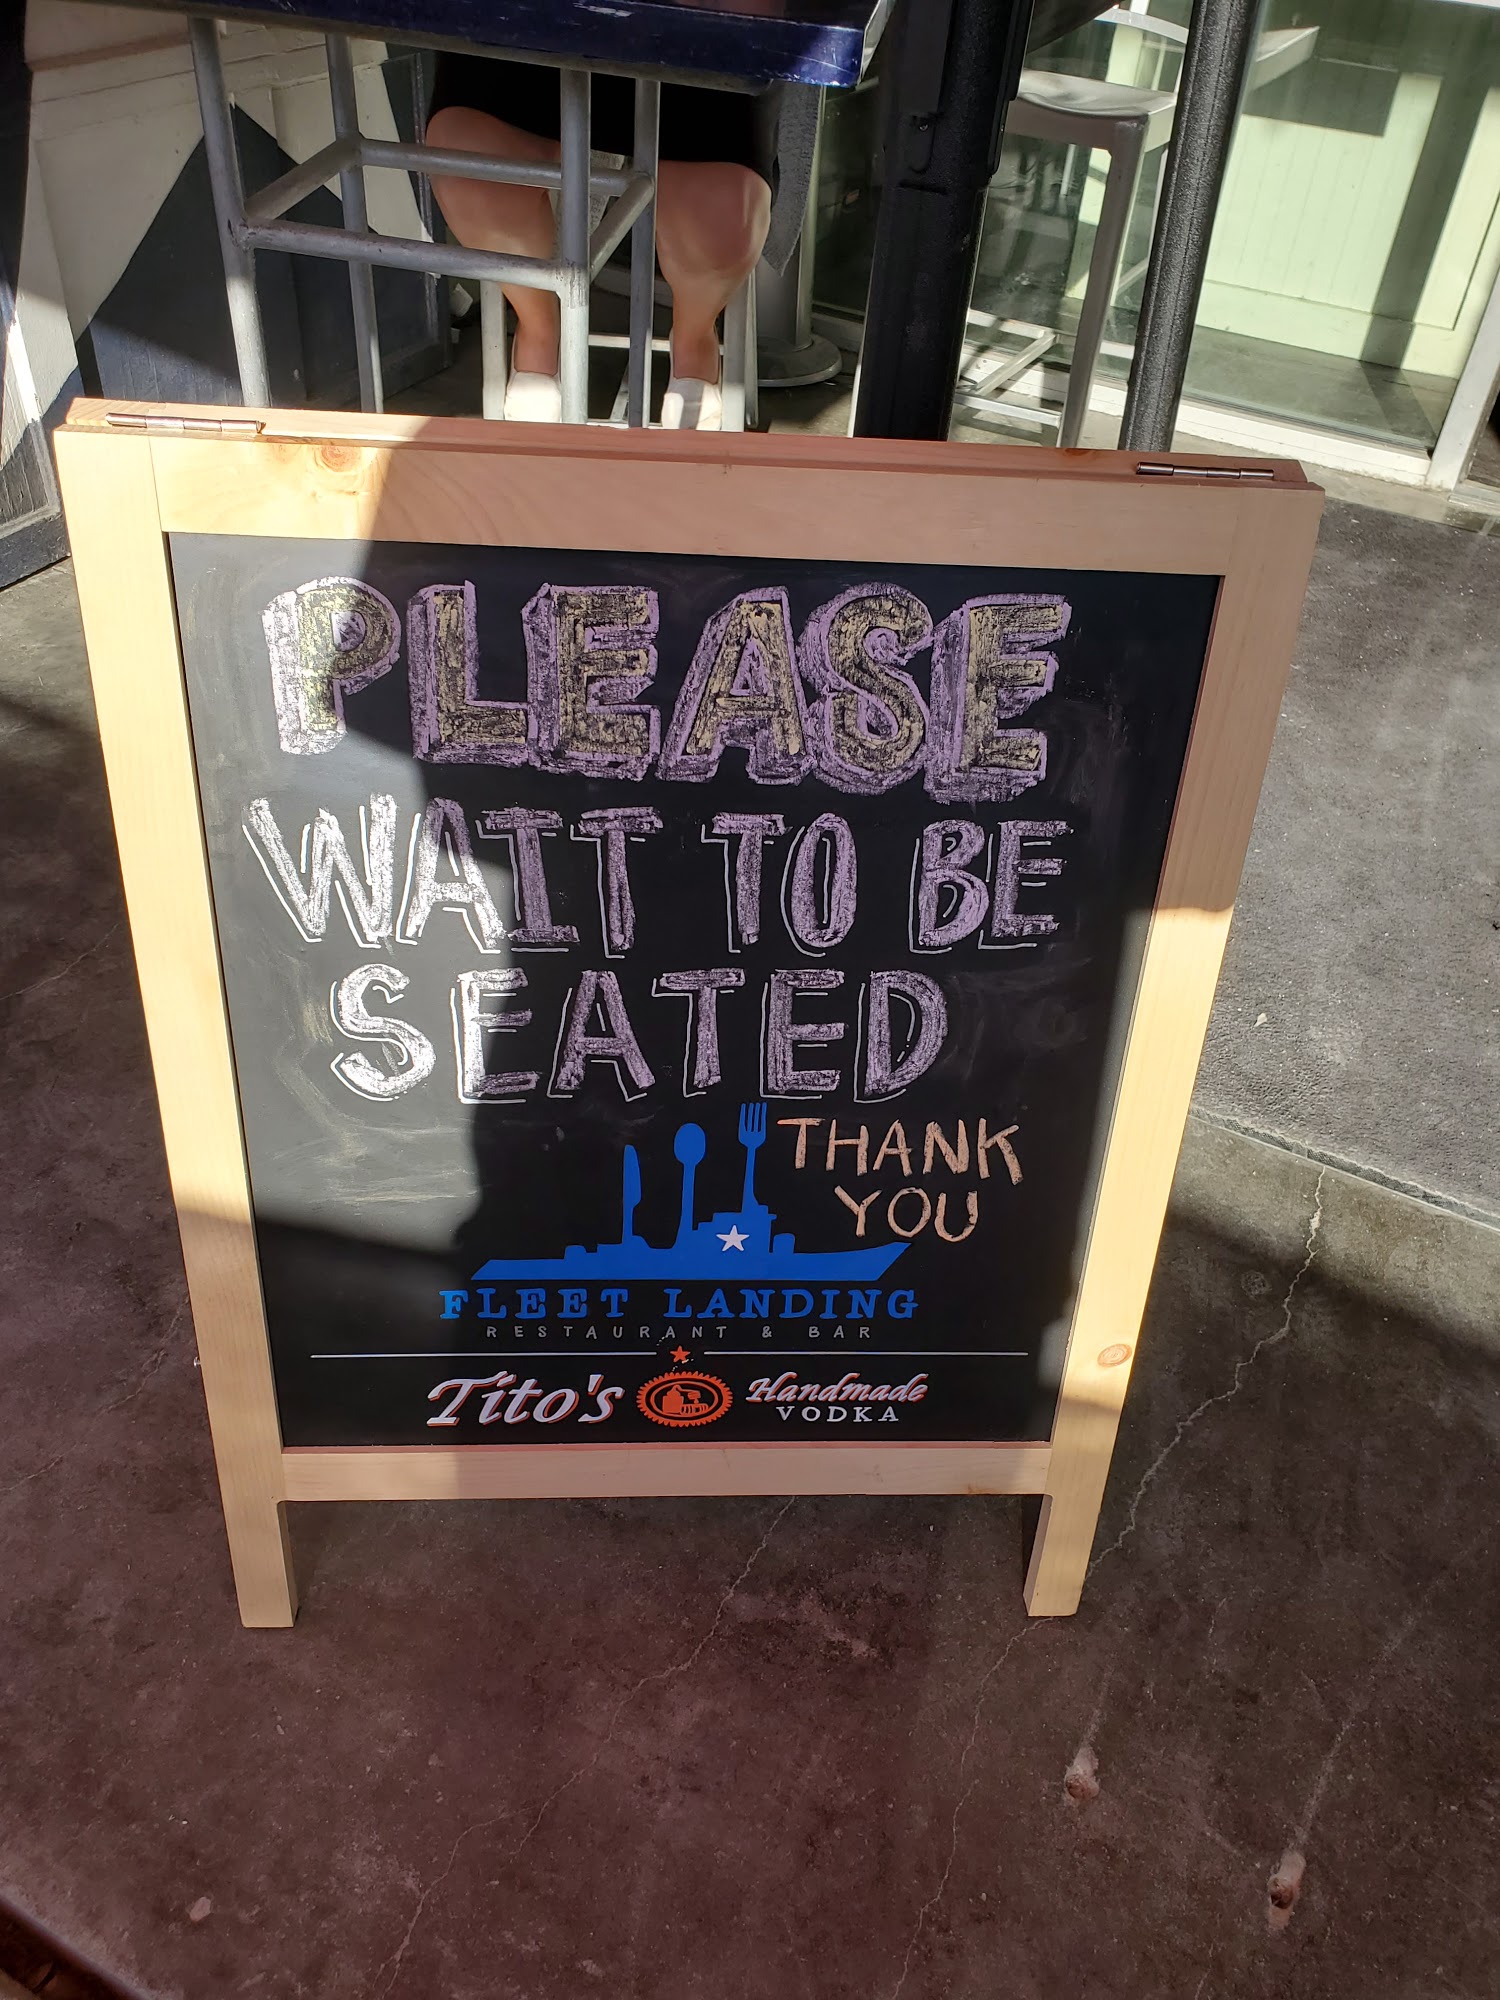 PLEASE
WAIT TO BE
SEATED
THANK
YOU
FLEET LANDING
RESTAURANT & BAR
Tito's Handmade
VODKA